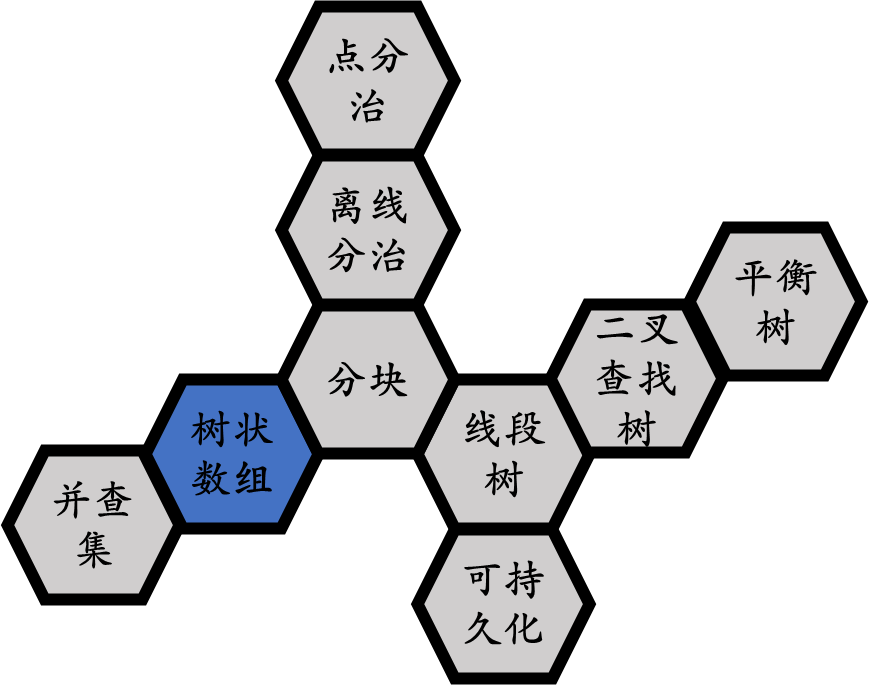 点分
治
离线
分治
平衡
树
二叉
查找
树
分块
树状
数组
线段
树
并查
集
可持
久化